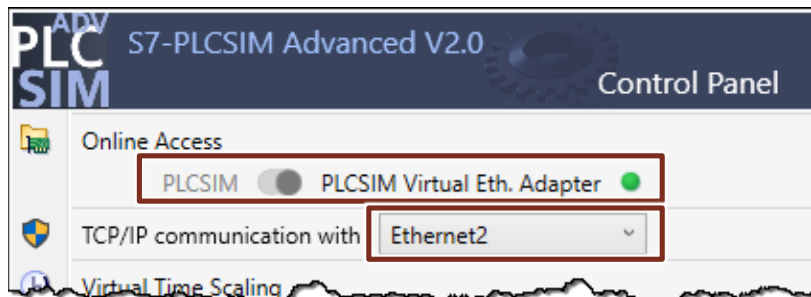 PLC ADV
SIM
S7-PLCSIM Advanced V2.0
Control Panel
Online Access
PLCSIM PLCSIM Virtual Eth. Adapter
TCP/IP communication with Ethernet2
Virtual Time Scaling